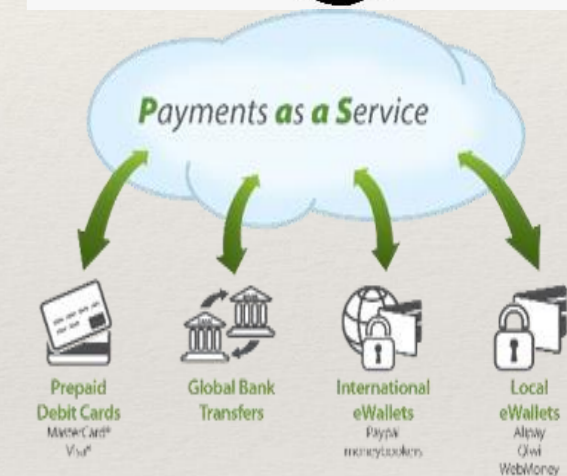 Payments as a Service
Prepaid
Debit Cards
MasterCard®
Visa®
Global Bank
Transfers
International
eWallets
Paypal
moneybookers
Local
eWallets
Alipay
Qiwi
WebMoney